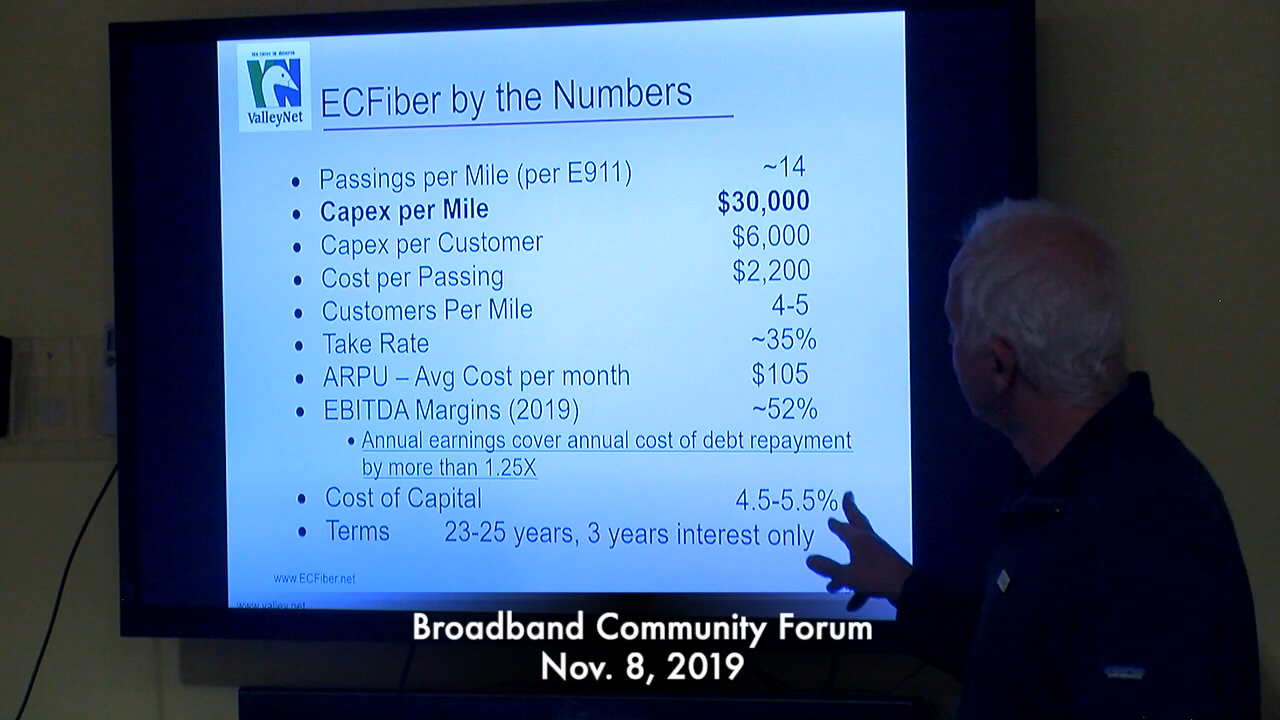 ValleyNet
ECFiber by the Numbers
• Passings per Mile (per E911) ~14
• Capex per Mile $30,000
• Capex per Customer $6,000
• Cost per Passing $2,200
• Customers Per Mile 4-5
• Take Rate ~35%
• ARPU – Avg Cost per month $105
• EBITDA Margins (2019) ~52%
• Annual earnings cover annual cost of debt repayment
by more than 1.25X
• Cost of Capital 4.5-5.5%
• Terms 23-25 years, 3 years interest only
www.ECFiber.net
www.valley.net
Broadband Community Forum
Nov. 8, 2019